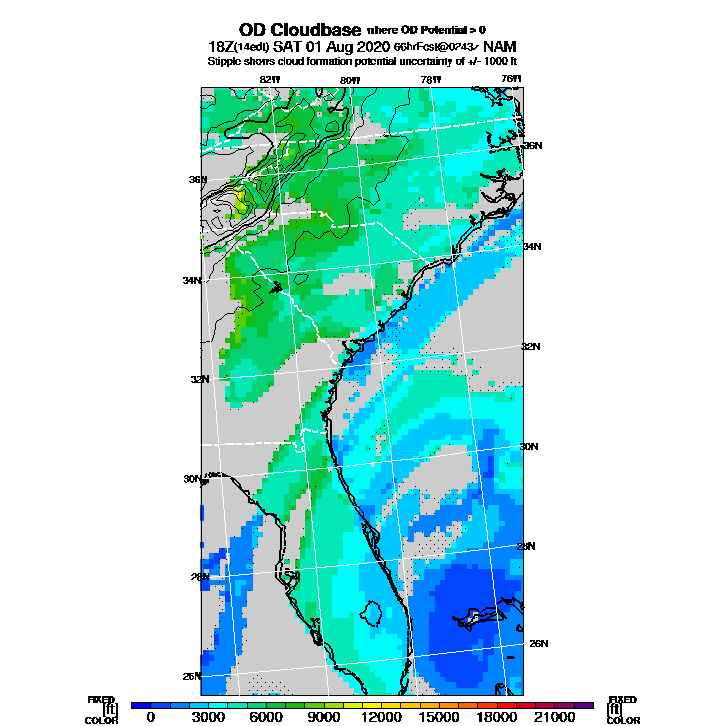 OD Cloudbase where OD Potential > 0
18Z(14edt) SAT 01 Aug 2020 66hrFcst@0243z NAM
Stipple shows cloud formation potential uncertainty of +/- 1000 ft
82W 80W 78W 76W
36N
36N
34N
34N
32N
32N
30N
30N
28N
28N
26N
26N
FIXED FIXED
[ft] [ft]
COLOR 0 3000 6000 9000 12000 15000 18000 21000 COLOR